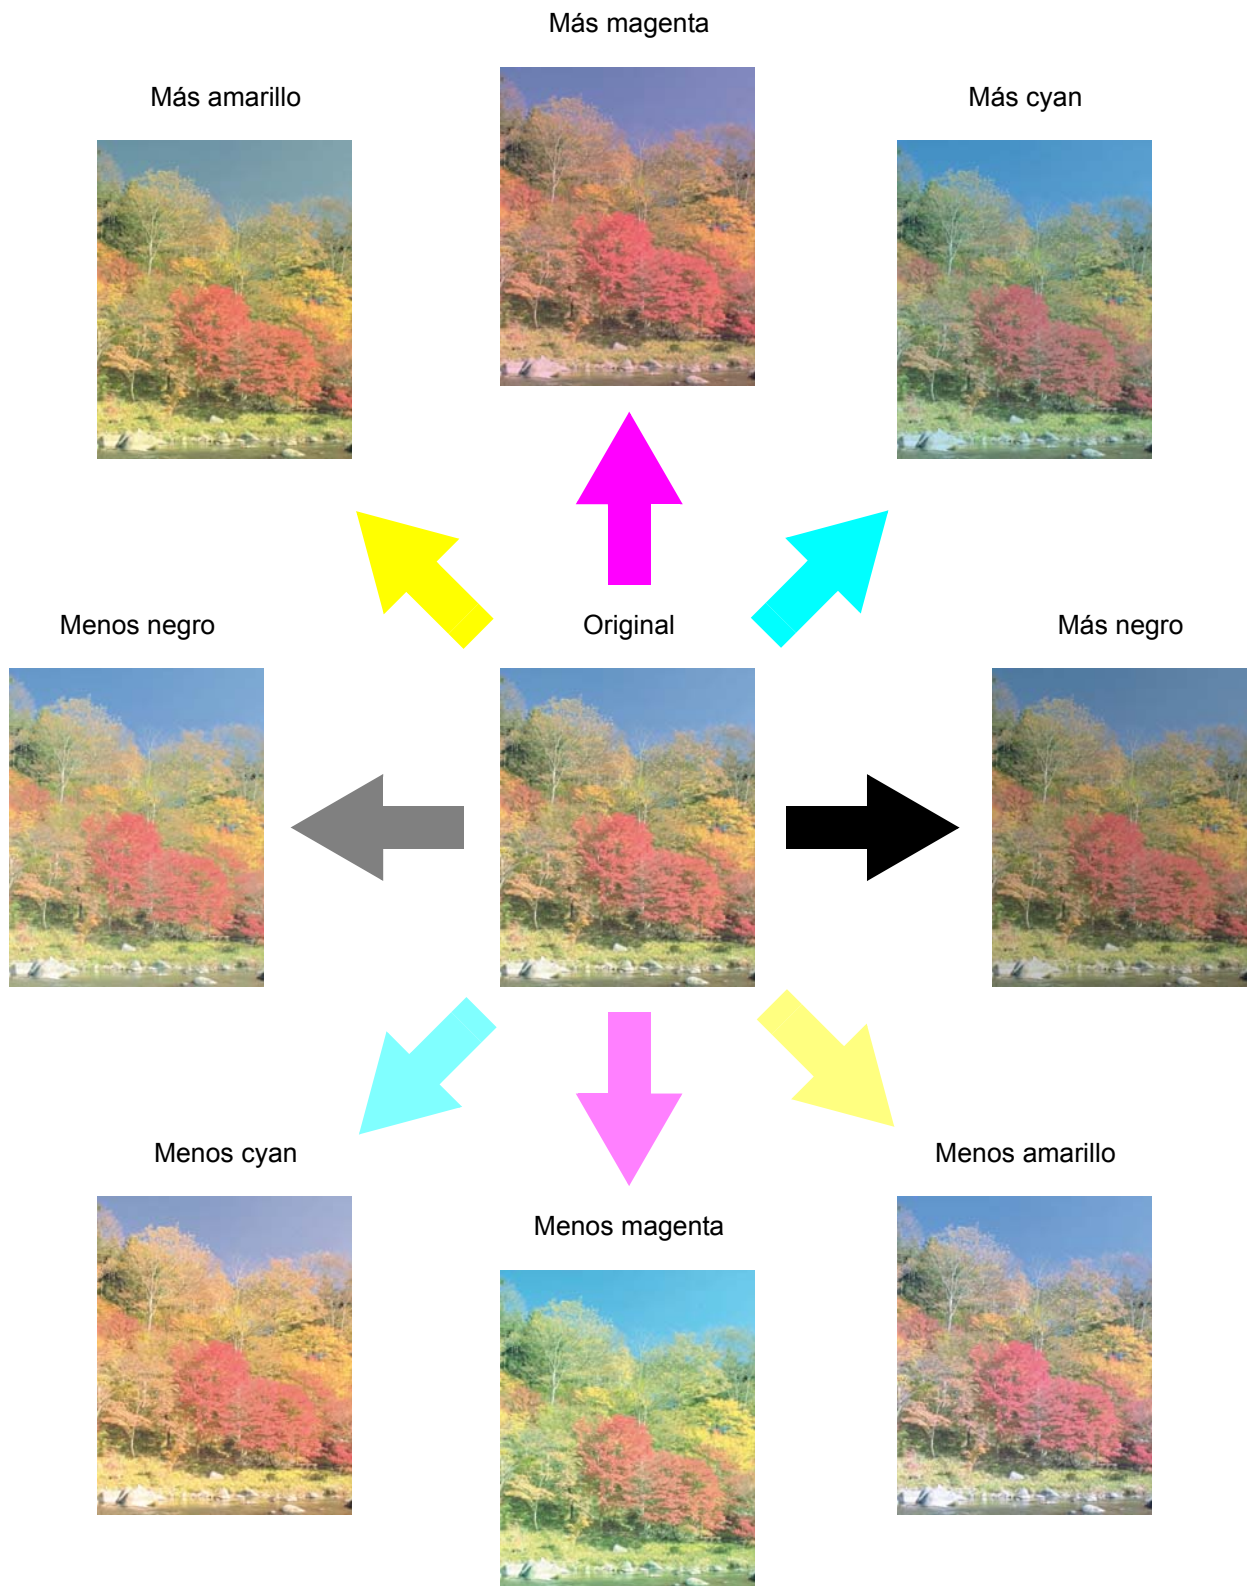 Más magenta
Más amarillo
Más cyan
Menos negro
Original
Más negro
Menos cyan
Menos amarillo
Menos magenta